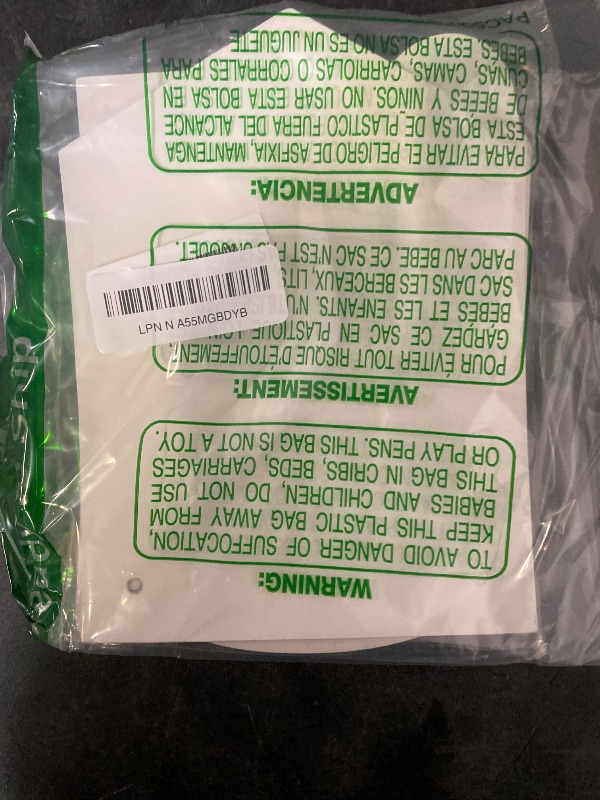 WARNING:
TO AVOID DANGER OF SUFFOCATION,
KEEP THIS PLASTIC BAG AWAY FROM
BABIES AND CHILDREN, DO NOT USE
THIS BAG IN CRIBS, BEDS, CARRIAGES
OR PLAY PENS. THIS BAG IS NOT A TOY.
AVERTISSEMENT:
POUR ÉVITER TOUT RISQUE D'ÉTOUFFEMENT,
GARDEZ CE SAC EN PLASTIQUE
BEBES ET LES ENFANTS.
SAC DANS LES BERCEAUX, LITS
PARC AU BEBE. CE SAC N'EST PAS
ADVERTENCIA:
PARA EVITAR EL PELIGRO DE ASFIXIA, MANTENGA
ESTA BOLSA DE PLASTICO FUERA DEL ALCANCE
DE BEBES Y NINOS. NO USAR ESTA BOLSA EN
CUNAS, CAMAS, CARRIOLAS O CORRALES PARA
BEBES. ESTA BOLSA NO ES UN JUGUETE
LPN N A55MGBDYB